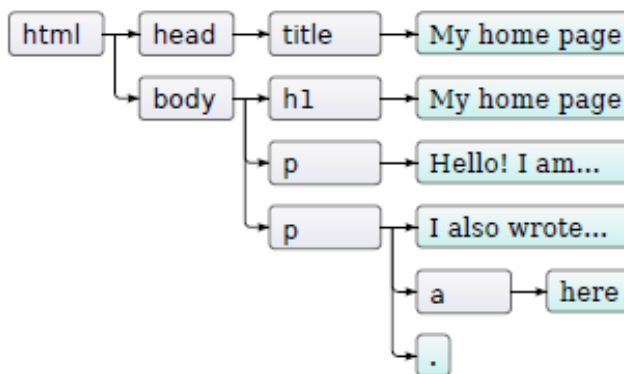 html head title My home page
body h1 My home page
p Hello! I am...
p I also wrote...
a here
.